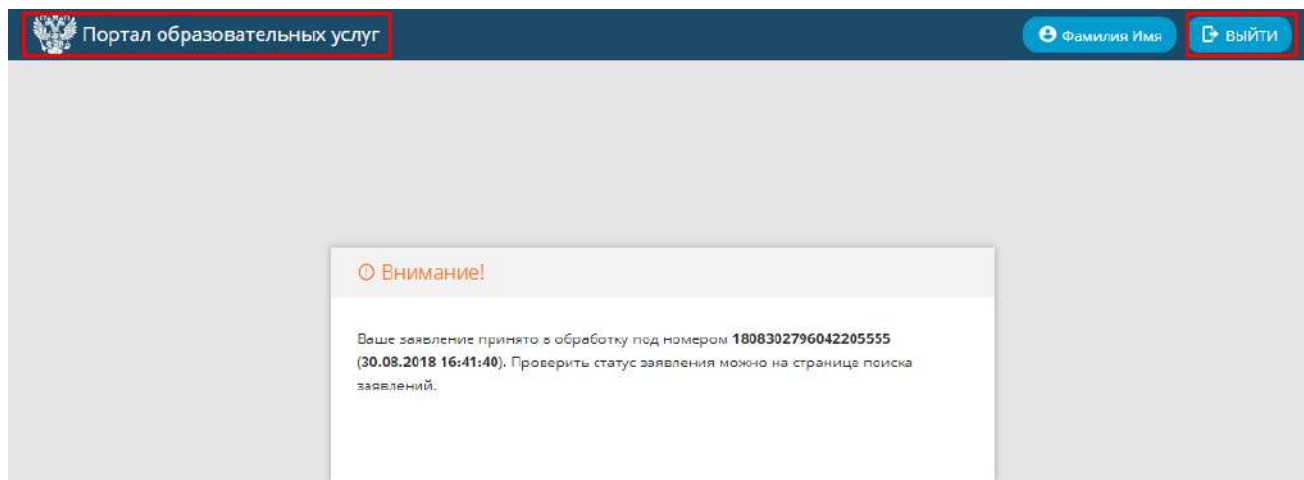 Портал образовательных услуг
Фамилия Имя
ВЫЙТИ
Внимание!
Ваше заявление принято в обработку под номером 1808302796042205555
(30.08.2018 16:41:40). Проверить статус заявления можно на странице поиска
заявлений.